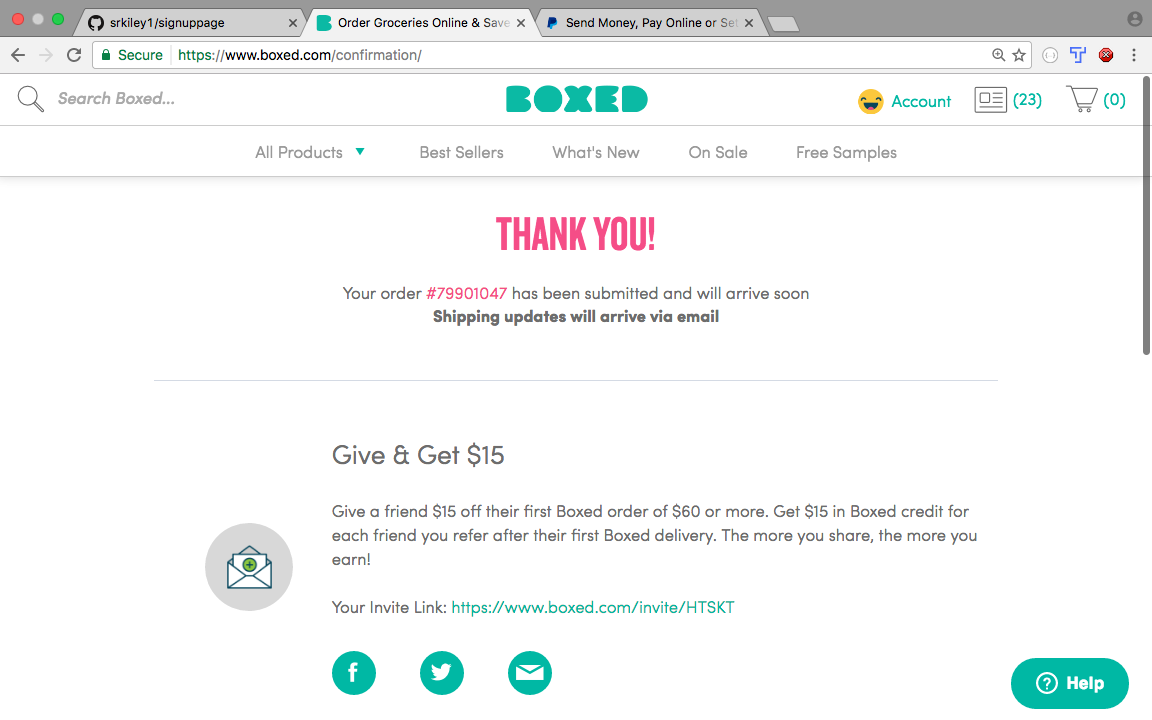 srkiley1/signuppage
Order Groceries Online & Save
Send Money, Pay Online or Set
Secure
https://www.boxed.com/confirmation/
Search Boxed...
BOXED
Account
(23)
(0)
All Products
Best Sellers
What's New
On Sale
Free Samples
THANK YOU!
Your order #79901047 has been submitted and will arrive soon
Shipping updates will arrive via email
Give & Get $15
Give a friend $15 off their first Boxed order of $60 or more. Get $15 in Boxed credit for
each friend you refer after their first Boxed delivery. The more you share, the more you
earn!
Your Invite Link: https://www.boxed.com/invite/HTSKT
Help